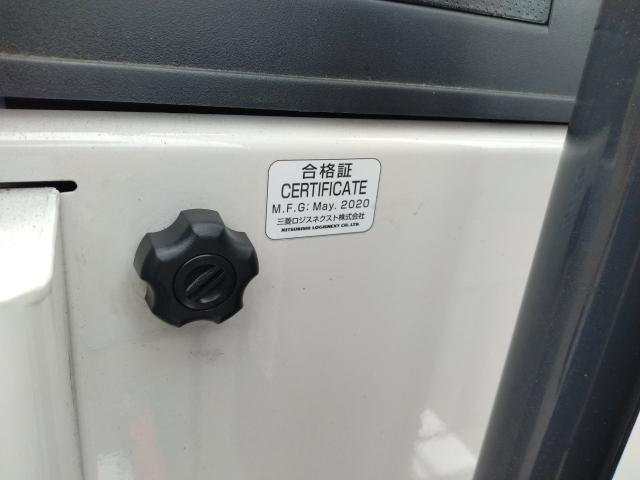 合格証
CERTIFICATE
M.F.G: May. 2020
三菱ロジスネクスト株式会社
MITSUBISHI LOGISNEXT CO., LTD.